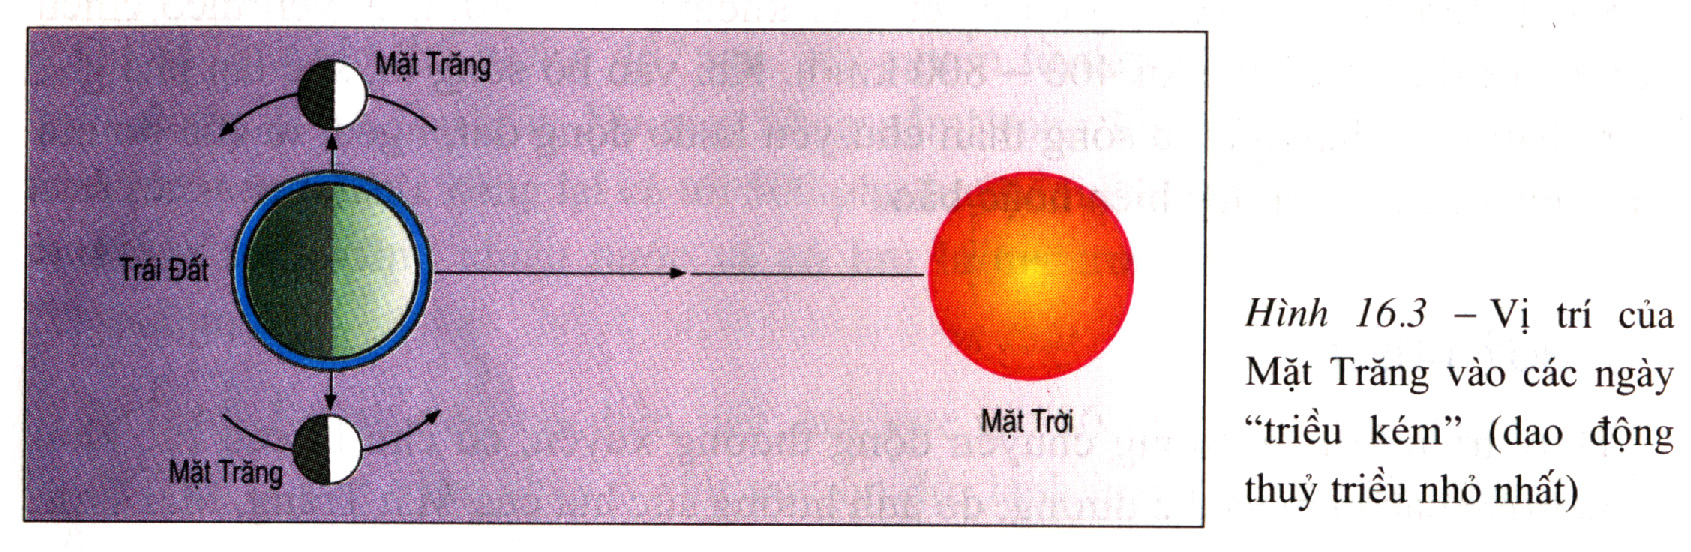 Mặt Trăng
Trái Đất
Mặt Trăng
Mặt Trời
Hình 16.3 – Vị trí của
Mặt Trăng vào các ngày
“triều kém” (dao động
thuỷ triều nhỏ nhất)